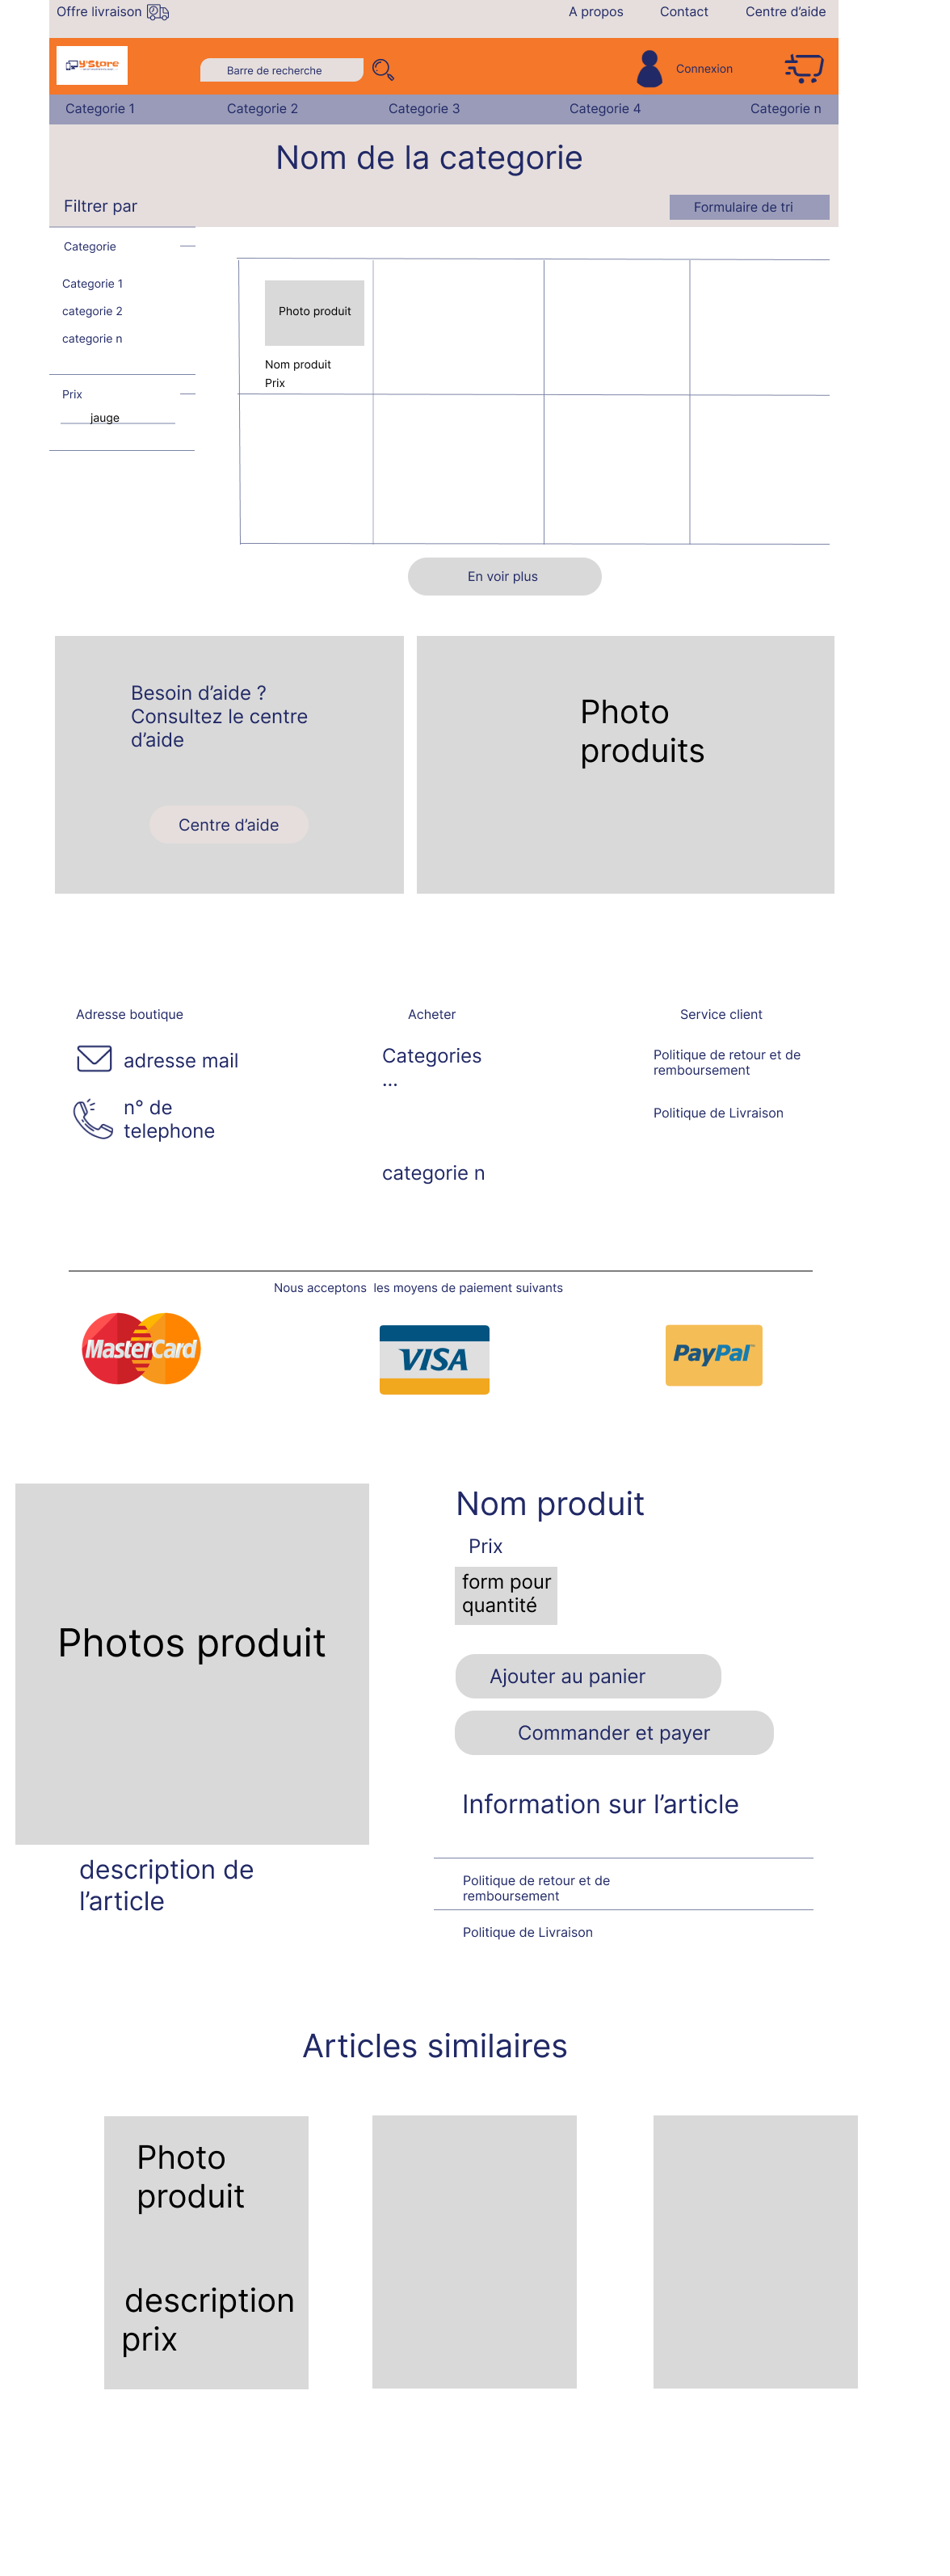 Offre livraison
A propos
Contact
Centre d’aide
Y'Store
Barre de recherche
Connexion
Categorie 1
Categorie 2
Categorie 3
Categorie 4
Categorie n
Nom de la categorie
Filtrer par
Formulaire de tri
Categorie
Categorie 1
categorie 2
categorie n
Prix
jauge
Photo produit
Nom produit
Prix
En voir plus
Besoin d’aide ?
Consultez le centre
d’aide
Centre d’aide
Photo
produits
Adresse boutique
adresse mail
n° de
telephone
Acheter
Categories
...
categorie n
Service client
Politique de retour et de
remboursement
Politique de Livraison
Nous acceptons les moyens de paiement suivants
MasterCard
VISA
PayPal
Photos produit
description de
l’article
Nom produit
Prix
form pour
quantité
Ajouter au panier
Commander et payer
Information sur l’article
Politique de retour et de
remboursement
Politique de Livraison
Articles similaires
Photo
produit
description
prix